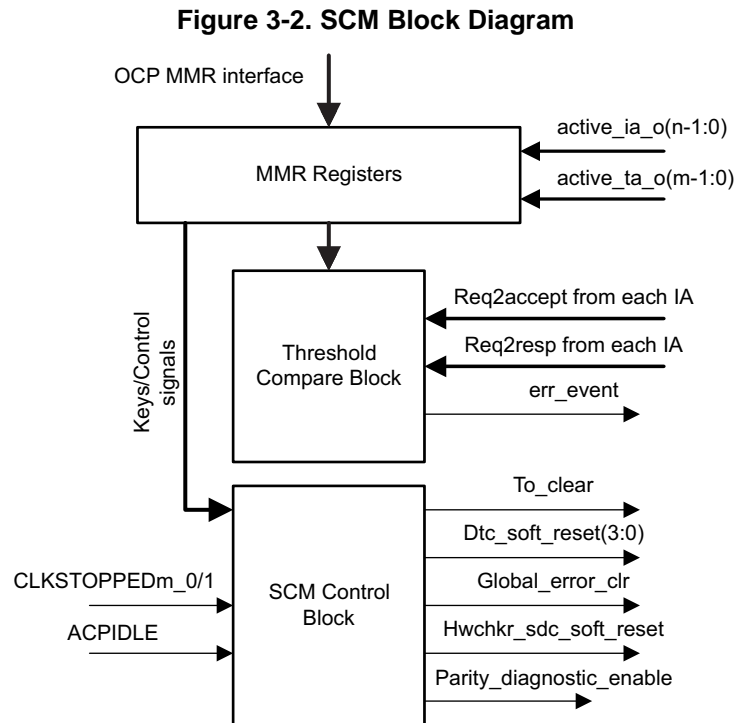 Figure 3-2. SCM Block Diagram
OCP MMR interface
MMR Registers
active_ia_o(n-1:0)
active_ta_o(m-1:0)
Keys/Control
signals
Threshold
Compare Block
Req2accept from each IA
Req2resp from each IA
err_event
CLKSTOPPEDm_0/1
ACPIDLE
SCM Control
Block
To_clear
Dtc_soft_reset(3:0)
Global_error_clr
Hwchkr_sdc_soft_reset
Parity_diagnostic_enable